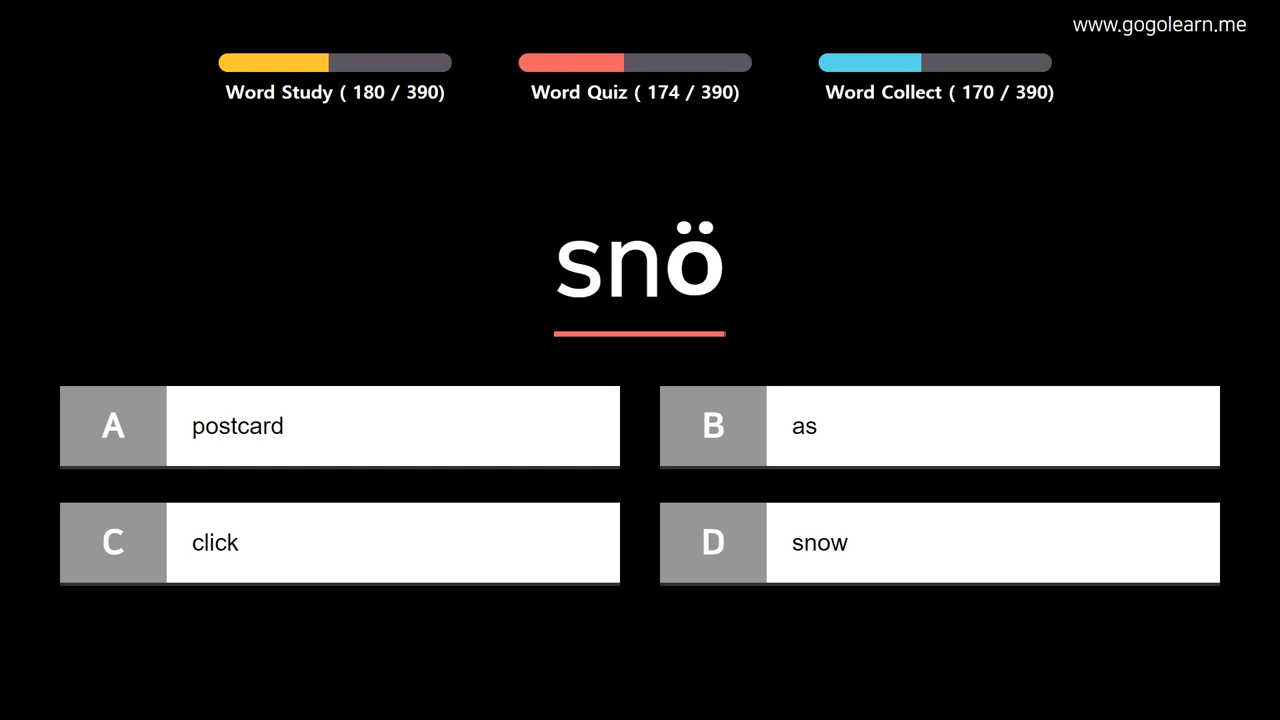 www.gogolearn.me
Word Study ( 180 / 390)
Word Quiz ( 174 / 390)
Word Collect ( 170 / 390)
snö
A postcard
B as
C click
D snow